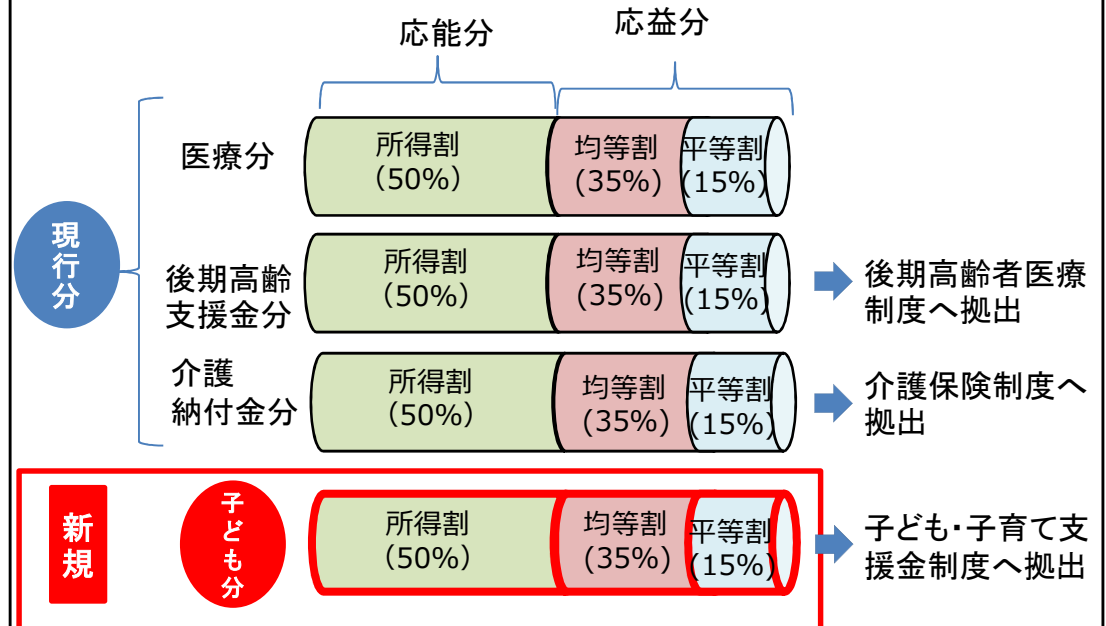 応能分
応益分
現行分
医療分
所得割
(50%)
均等割
(35%)
平等割
(15%)
後期高齢
支援金分
所得割
(50%)
均等割
(35%)
平等割
(15%)
後期高齢者医療
制度へ拠出
介護
納付金分
所得割
(50%)
均等割
(35%)
平等割
(15%)
介護保険制度へ
拠出
新規
子ども分
所得割
(50%)
均等割
(35%)
平等割
(15%)
子ども・子育て支
援金制度へ拠出